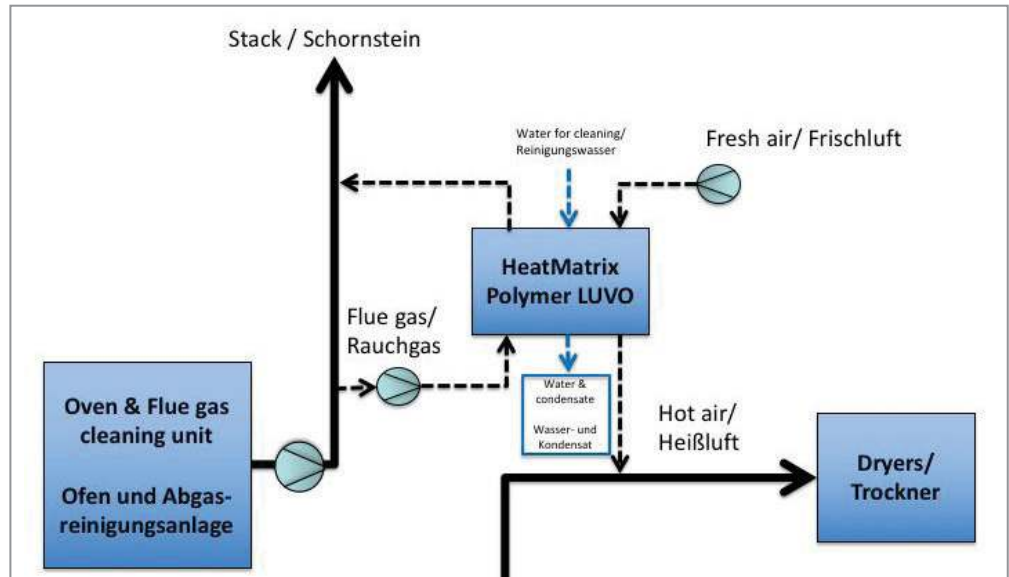 Stack / Schornstein
Water for cleaning/
Reinigungswasser
Fresh air/ Frischluft
HeatMatrix
Polymer LUVO
Flue gas/
Rauchgas
Oven & Flue gas
cleaning unit
Ofen und Abgas-
reinigungsanlage
Water &
condensate
Wasser- und
Kondensat
Hot air/
Heißluft
Dryers/
Trockner